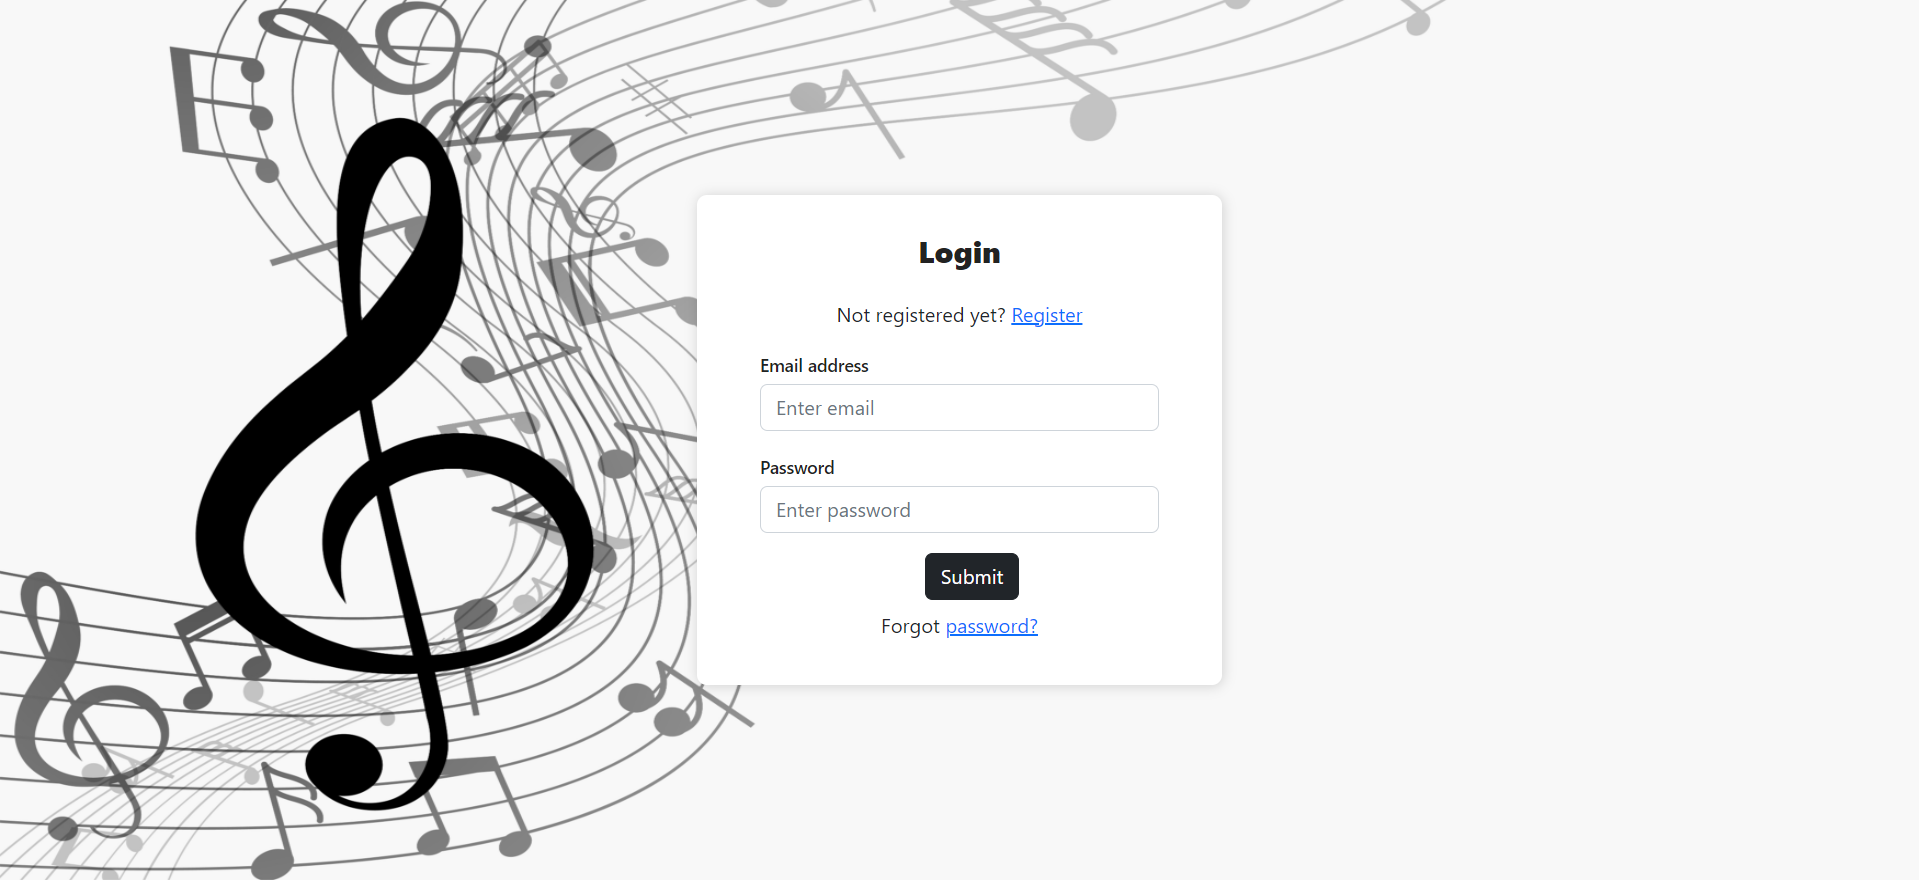 Login
Not registered yet? Register
Email address
Enter email
Password
Enter password
Submit
Forgot password?